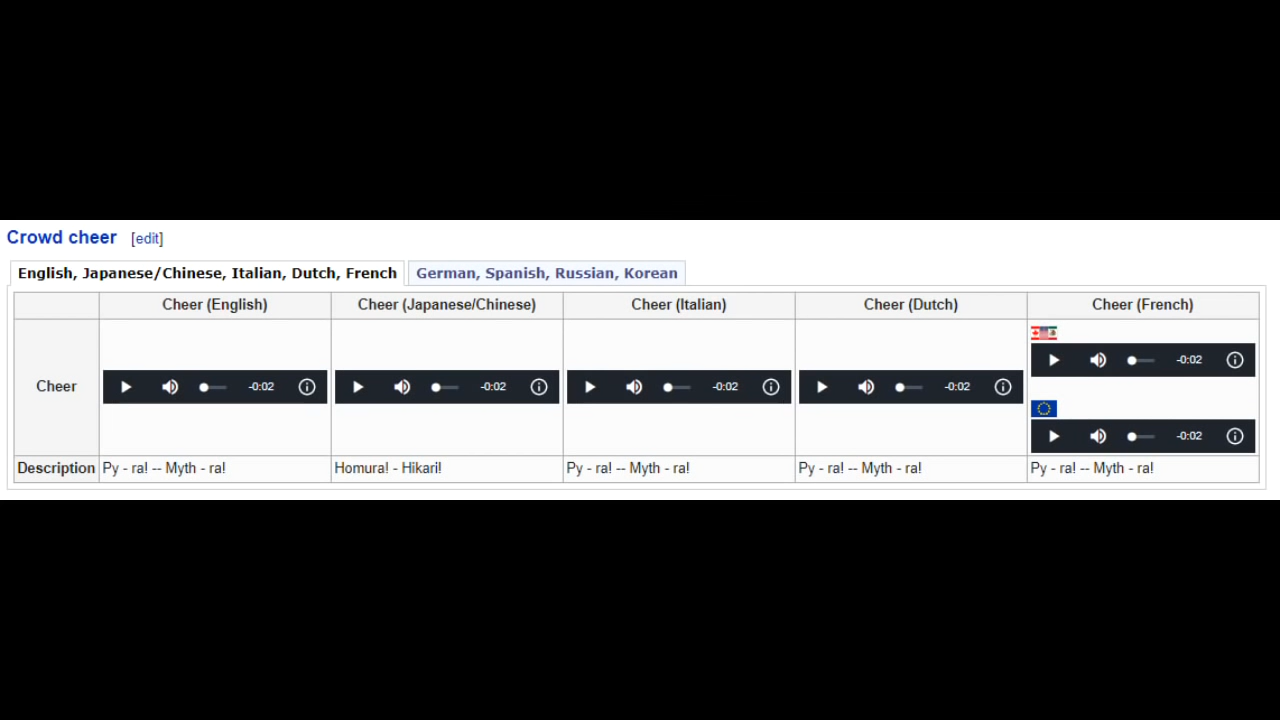 Crowd cheer [edit]
English, Japanese/Chinese, Italian, Dutch, French German, Spanish, Russian, Korean
Cheer (English) Cheer (Japanese/Chinese) Cheer (Italian) Cheer (Dutch) Cheer (French)
Cheer -0:02 -0:02 -0:02 -0:02 -0:02
-0:02
Description Py - ra! -- Myth - ra! Homura! - Hikari! Py - ra! -- Myth - ra! Py - ra! -- Myth - ra! Py - ra! -- Myth - ra!